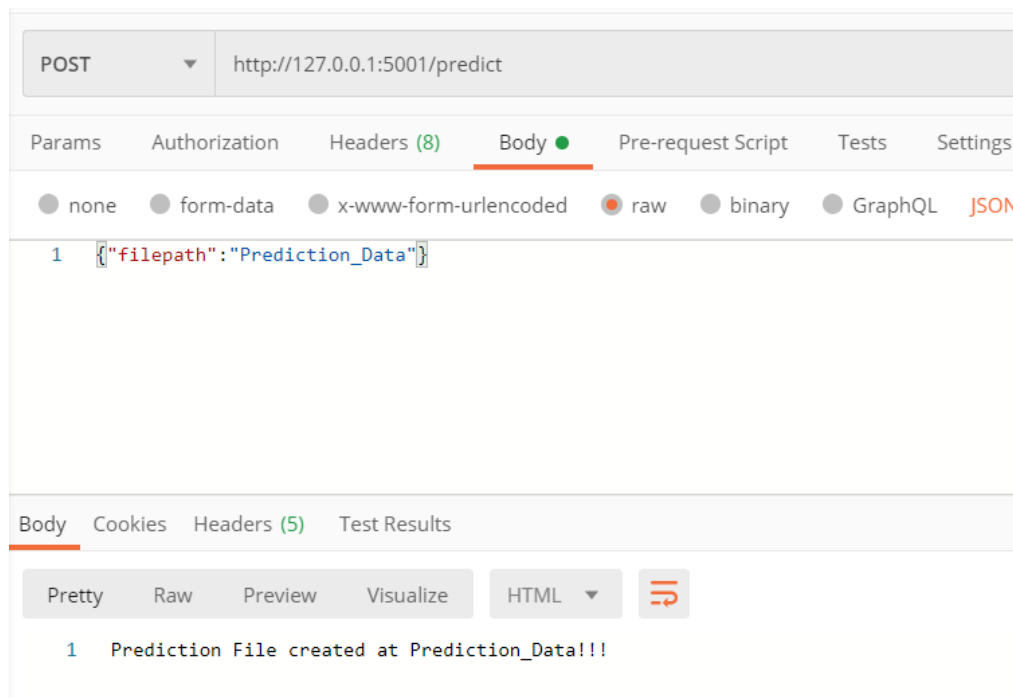 POST http://127.0.0.1:5001/predict
Params Authorization Headers (8) Body Pre-request Script Tests Settings
none form-data x-www-form-urlencoded raw binary GraphQL JSON
1 {"filepath":"Prediction_Data"}
Body Cookies Headers (5) Test Results
Pretty Raw Preview Visualize HTML
1 Prediction File created at Prediction_Data!!!